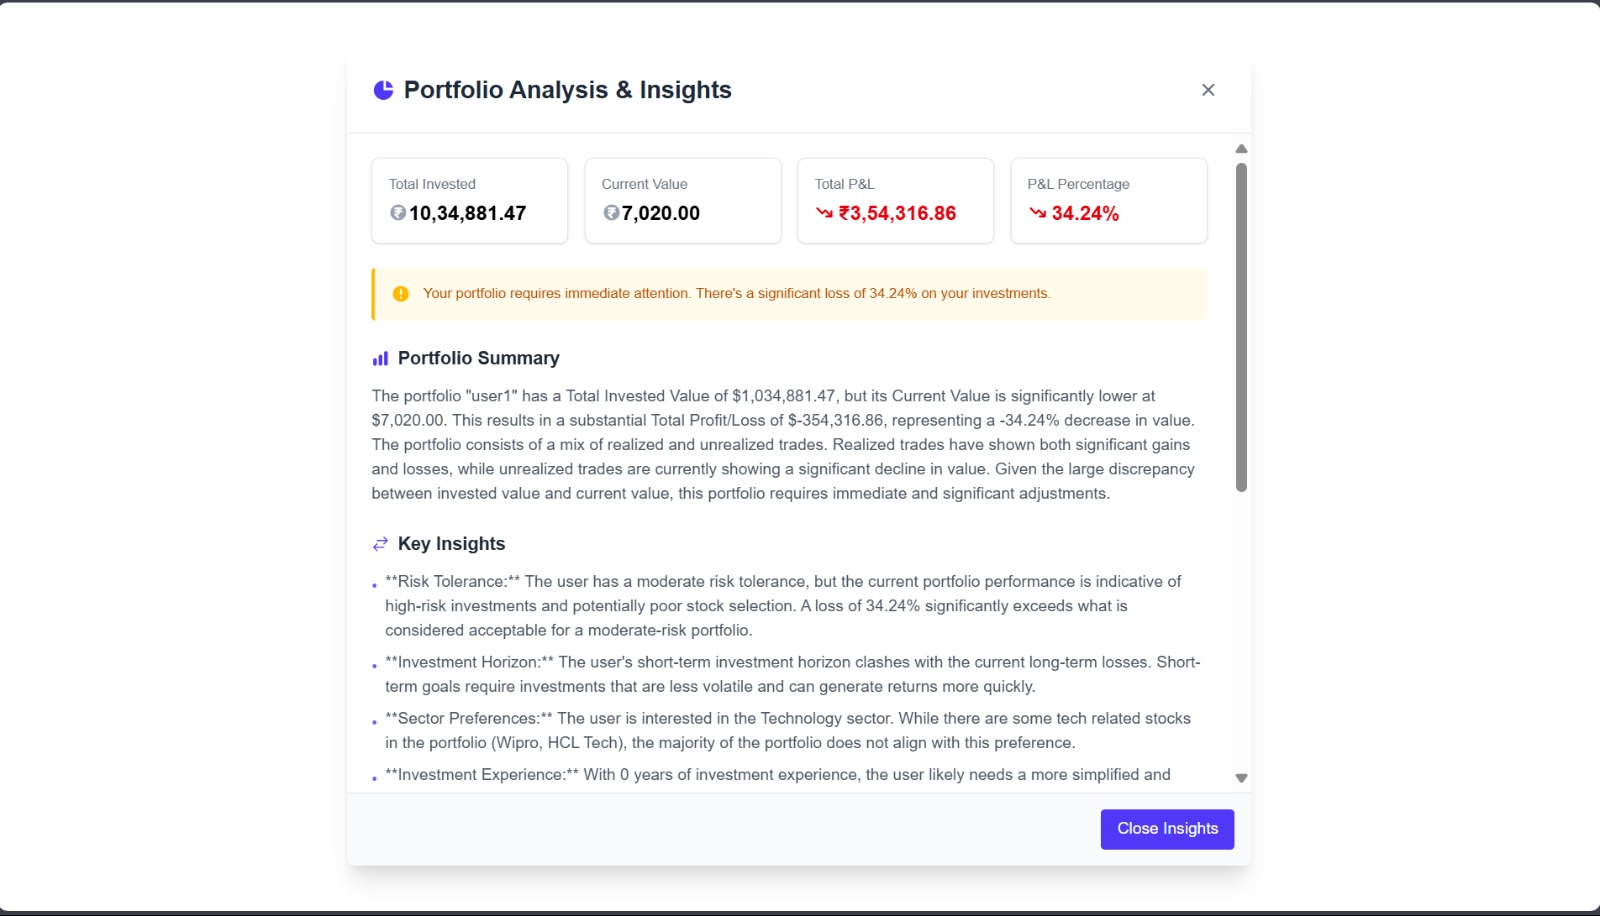 Portfolio Analysis & Insights
Total Invested
₹10,34,881.47
Current Value
₹7,020.00
Total P&L
₹3,54,316.86
P&L Percentage
34.24%
Your portfolio requires immediate attention. There's a significant loss of 34.24% on your investments.
Portfolio Summary
The portfolio "user1" has a Total Invested Value of $1,034,881.47, but its Current Value is significantly lower at
$7,020.00. This results in a substantial Total Profit/Loss of $-354,316.86, representing a -34.24% decrease in value.
The portfolio consists of a mix of realized and unrealized trades. Realized trades have shown both significant gains
and losses, while unrealized trades are currently showing a significant decline in value. Given the large discrepancy
between invested value and current value, this portfolio requires immediate and significant adjustments.
Key Insights
• **Risk Tolerance:** The user has a moderate risk tolerance, but the current portfolio performance is indicative of
high-risk investments and potentially poor stock selection. A loss of 34.24% significantly exceeds what is
considered acceptable for a moderate-risk portfolio.
• **Investment Horizon:** The user's short-term investment horizon clashes with the current long-term losses. Short-
term goals require investments that are less volatile and can generate returns more quickly.
• **Sector Preferences:** The user is interested in the Technology sector. While there are some tech related stocks
in the portfolio (Wipro, HCL Tech), the majority of the portfolio does not align with this preference.
• **Investment Experience:** With 0 years of investment experience, the user likely needs a more simplified and
Close Insights